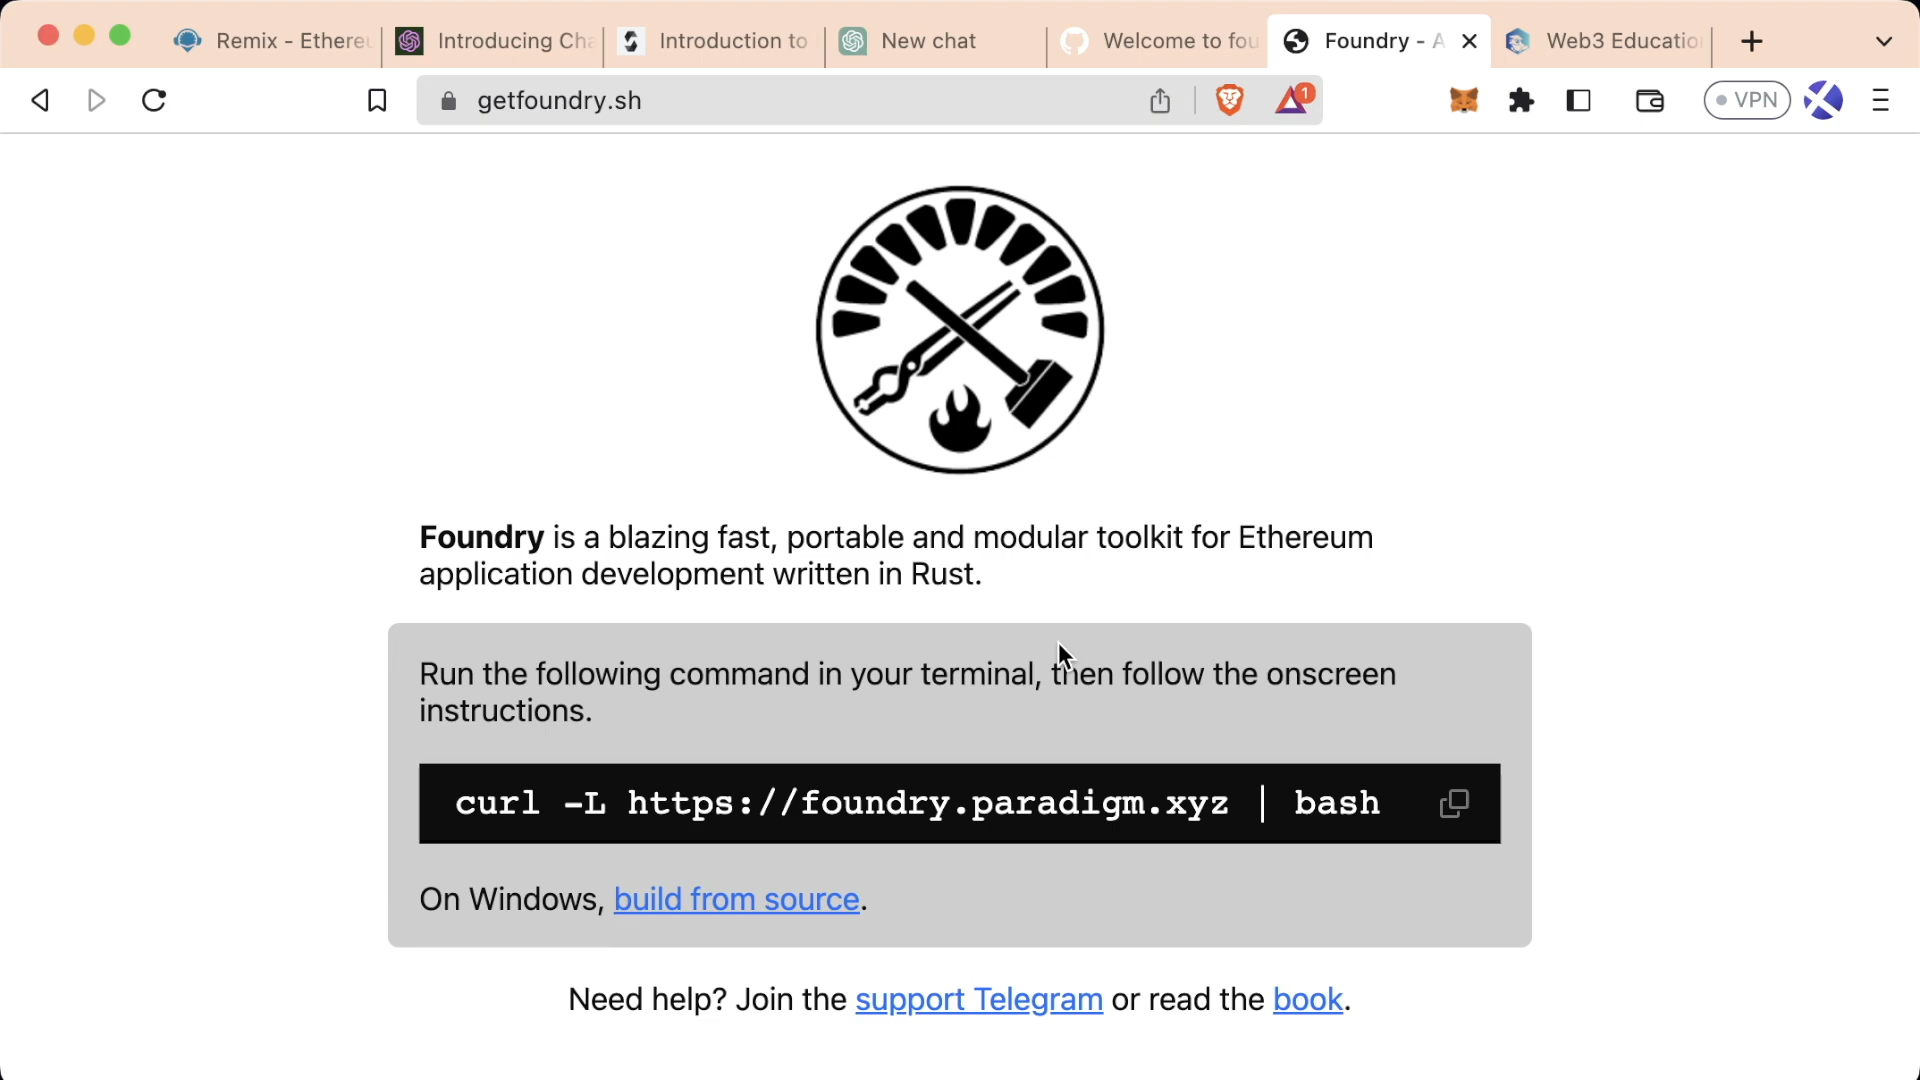 Remix - Ethere
Introducing Cha
Introduction to
New chat
Welcome to fou
Foundry - A
Web3 Educatio
getfoundry.sh
1
VPN
Foundry is a blazing fast, portable and modular toolkit for Ethereum
application development written in Rust.
Run the following command in your terminal, then follow the onscreen
instructions.
curl -L https://foundry.paradigm.xyz | bash
On Windows, build from source.
Need help? Join the support Telegram or read the book.